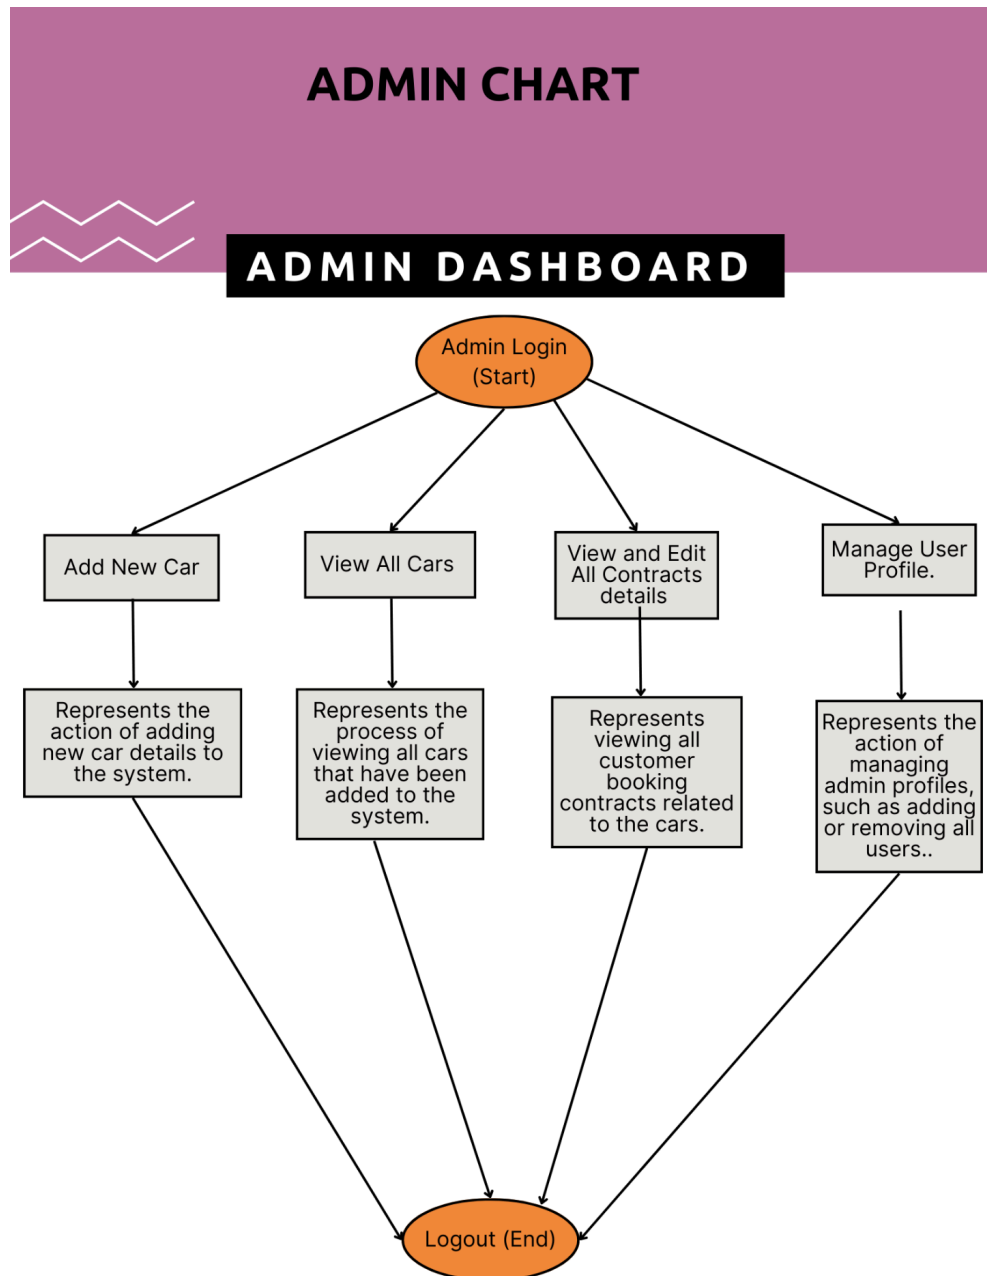 ADMIN CHART
ADMIN DASHBOARD
Admin Login
(Start)
Add New Car
View All Cars
View and Edit
All Contracts
details
Manage User
Profile.
Represents the
action of adding
new car details to
the system.
Represents the
process of
viewing all cars
that have been
added to the
system.
Represents
viewing all
customer
booking
contracts related
to the cars.
Represents the
action of
managing
admin profiles,
such as adding
or removing all
users..
Logout (End)